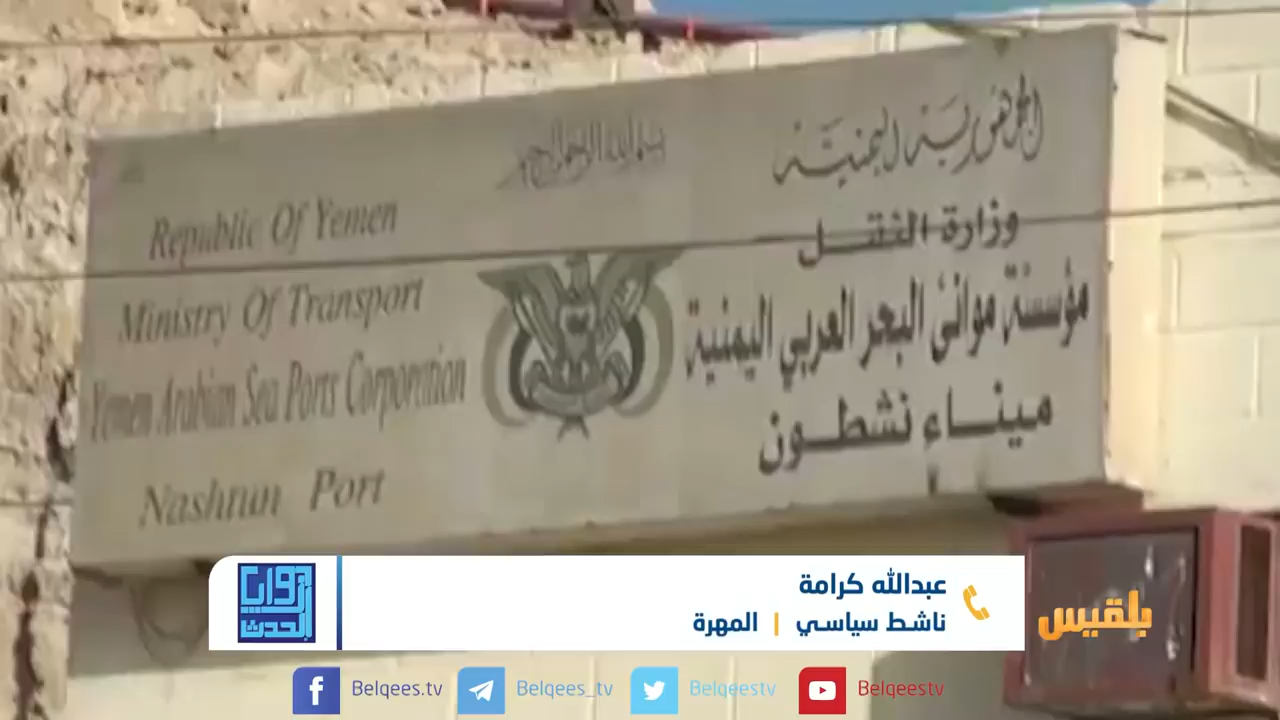 بسم الله الرحمن الرحيم
الجمهورية اليمنية
وزارة النقل
مؤسسة موانئ البحر العربي اليمنية
ميناء نشطون
Republic Of Yemen
Ministry Of Transport
Yemen Arabian Sea Ports Corporation
Nashtun Port
عبدالله كرامة
ناشط سياسي | المهرة
بلقيس
أبواب الحدث
Belqees.tv
Belqees_tv
Belqeestv
Belqeestv